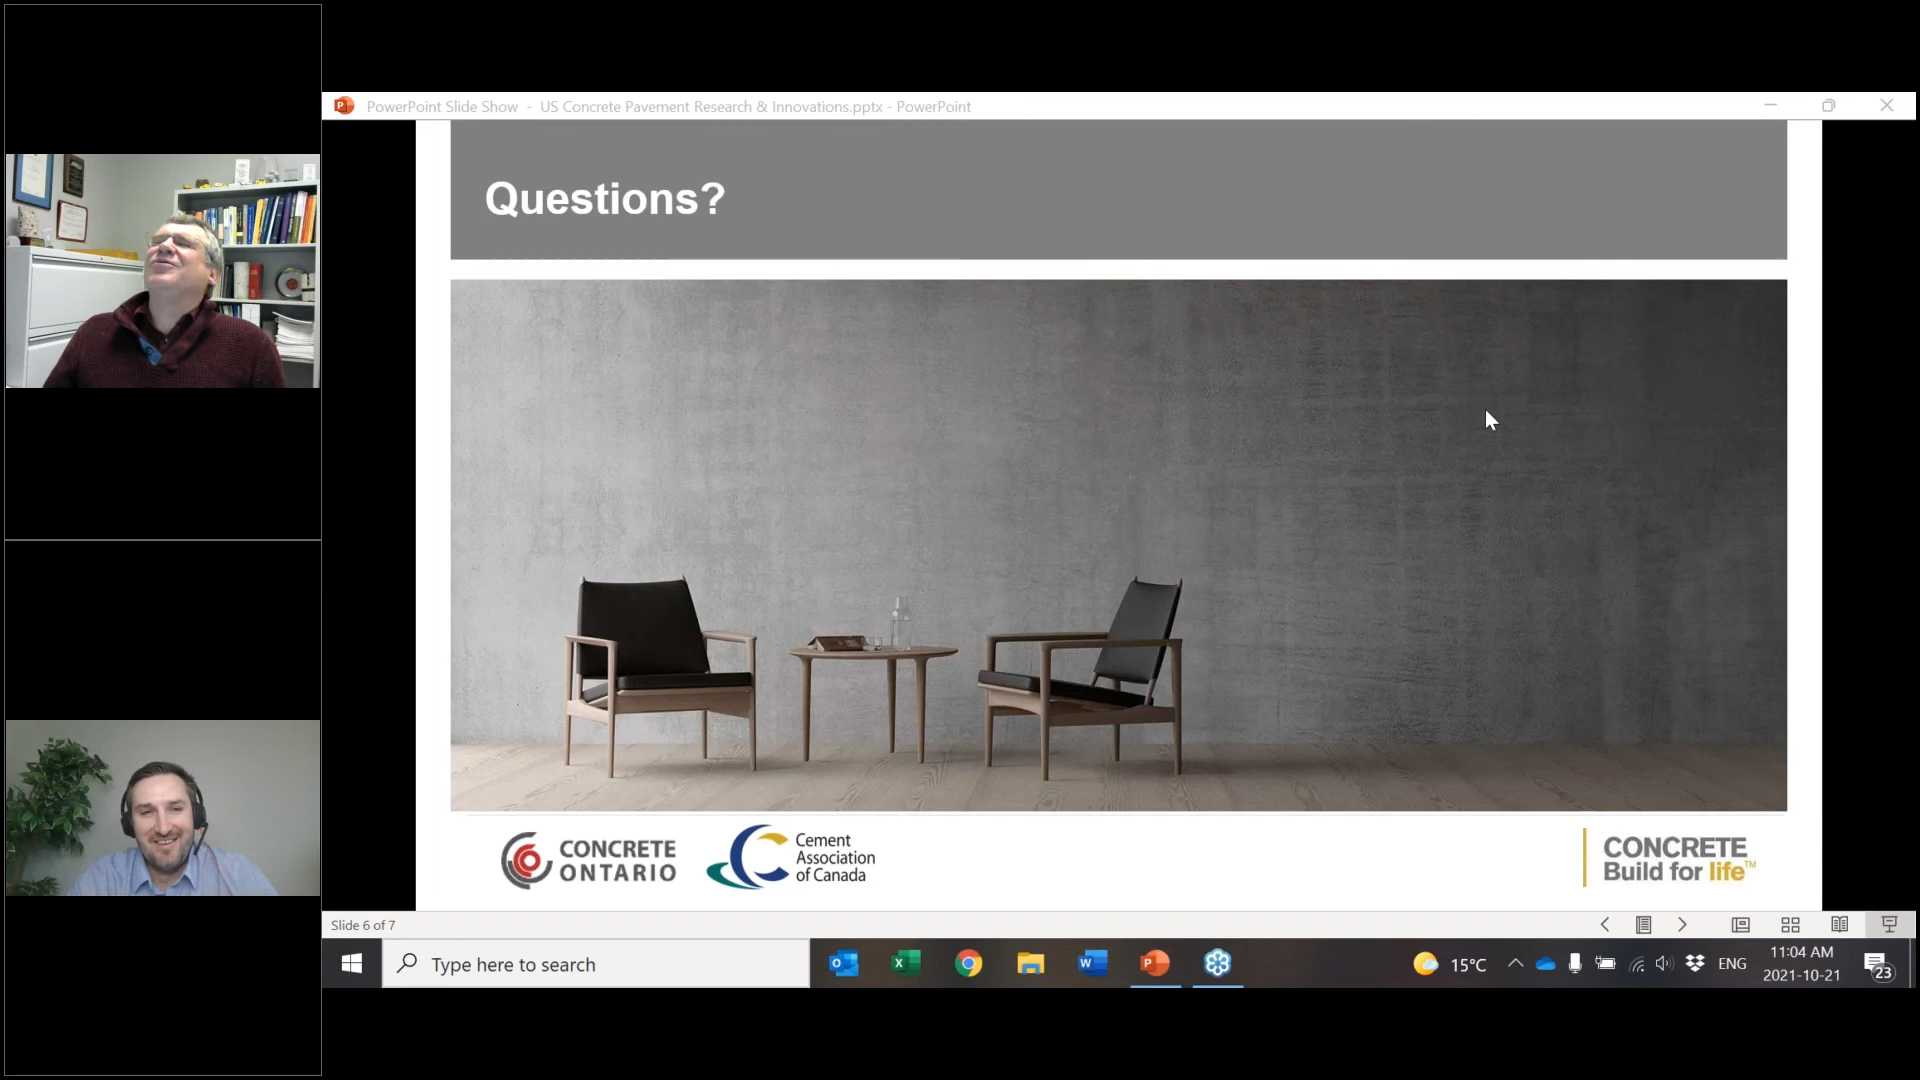 PowerPoint Slide Show - US Concrete Pavement Research & Innovations.pptx - PowerPoint
Questions?
CONCRETE
ONTARIO
Cement
Association
of Canada
CONCRETE
Build for life™
Slide 6 of 7
Type here to search
15°C
ENG
11:04 AM
2021-10-21
23